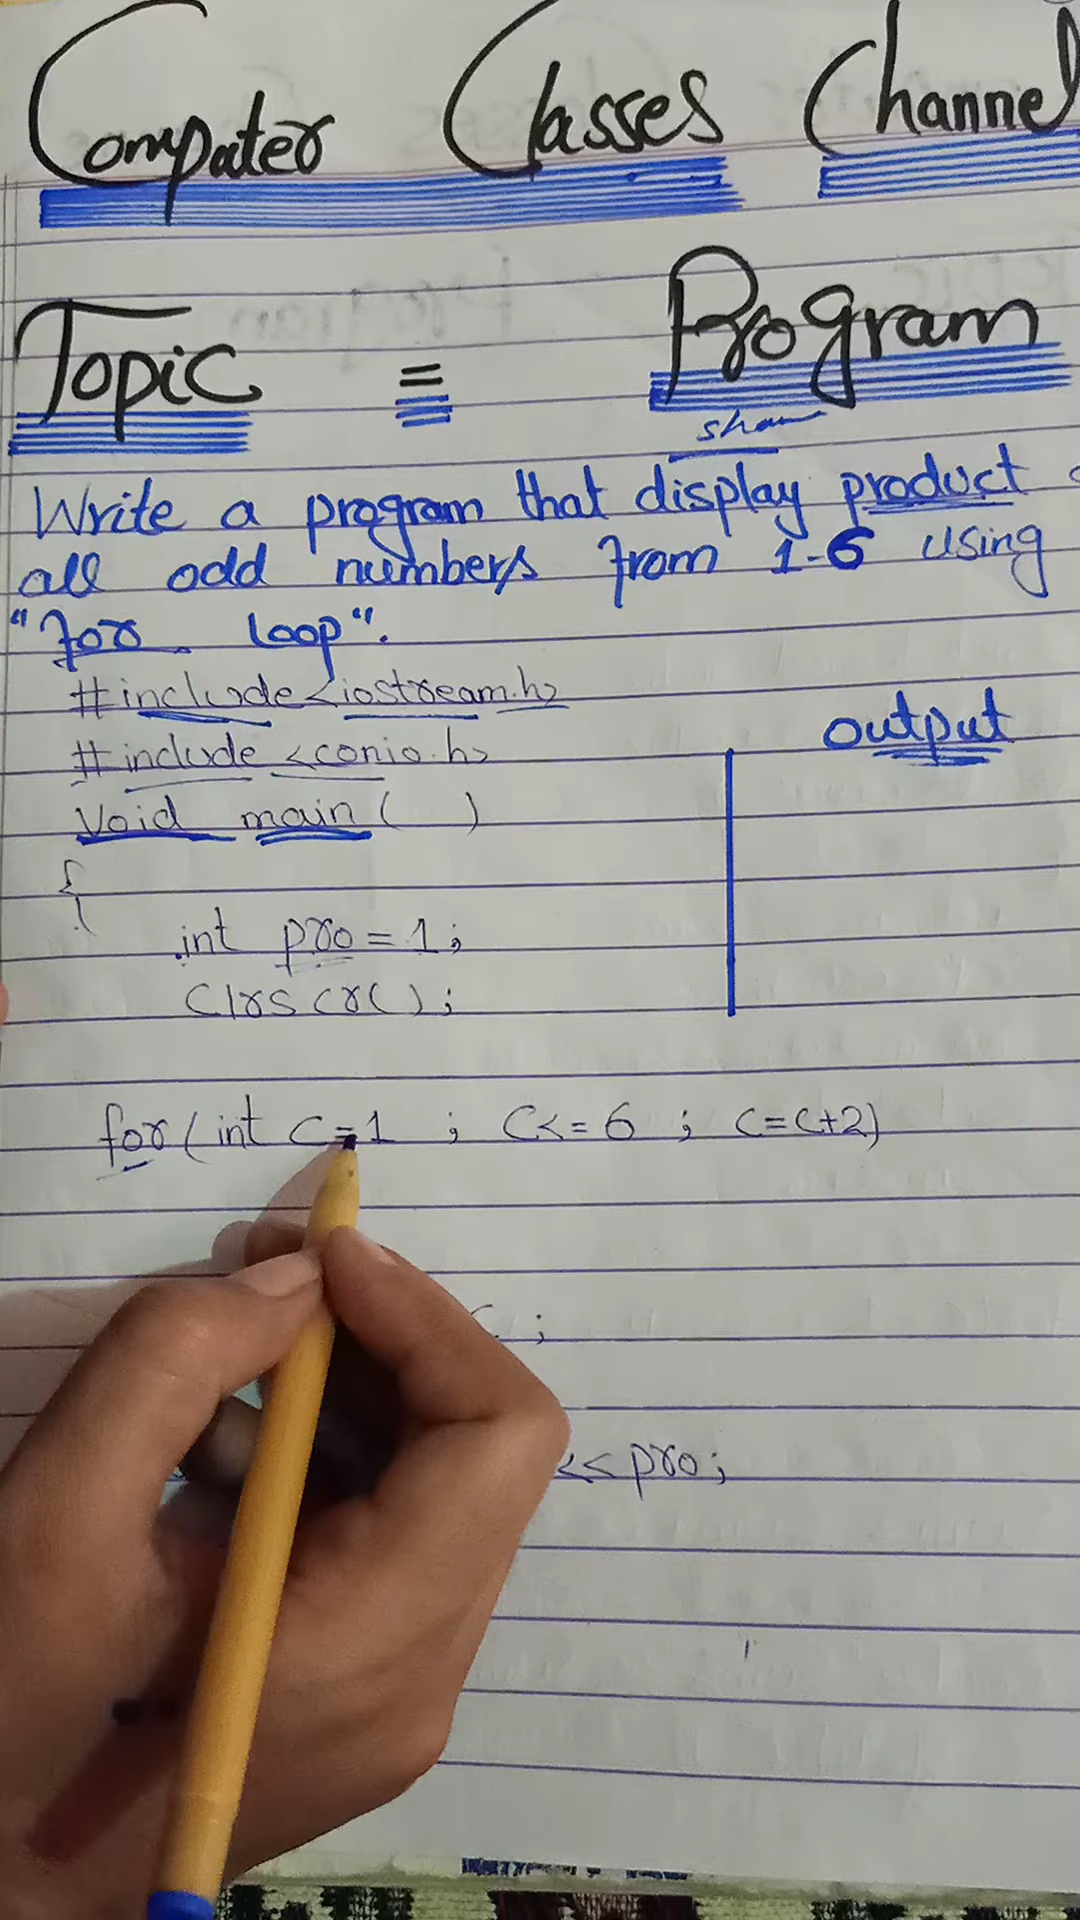 Computer Classes Channel
Topic = Program
show
Write a program that display product
all odd numbers from 1-6 using
"for loop".
#include<iostream.h>
#include <conio.h>
output
Void main( )
{
int pro=1;
Clrscr();
for(int c=1 ; C<=6 ; c=c+2)
;
<<pro;